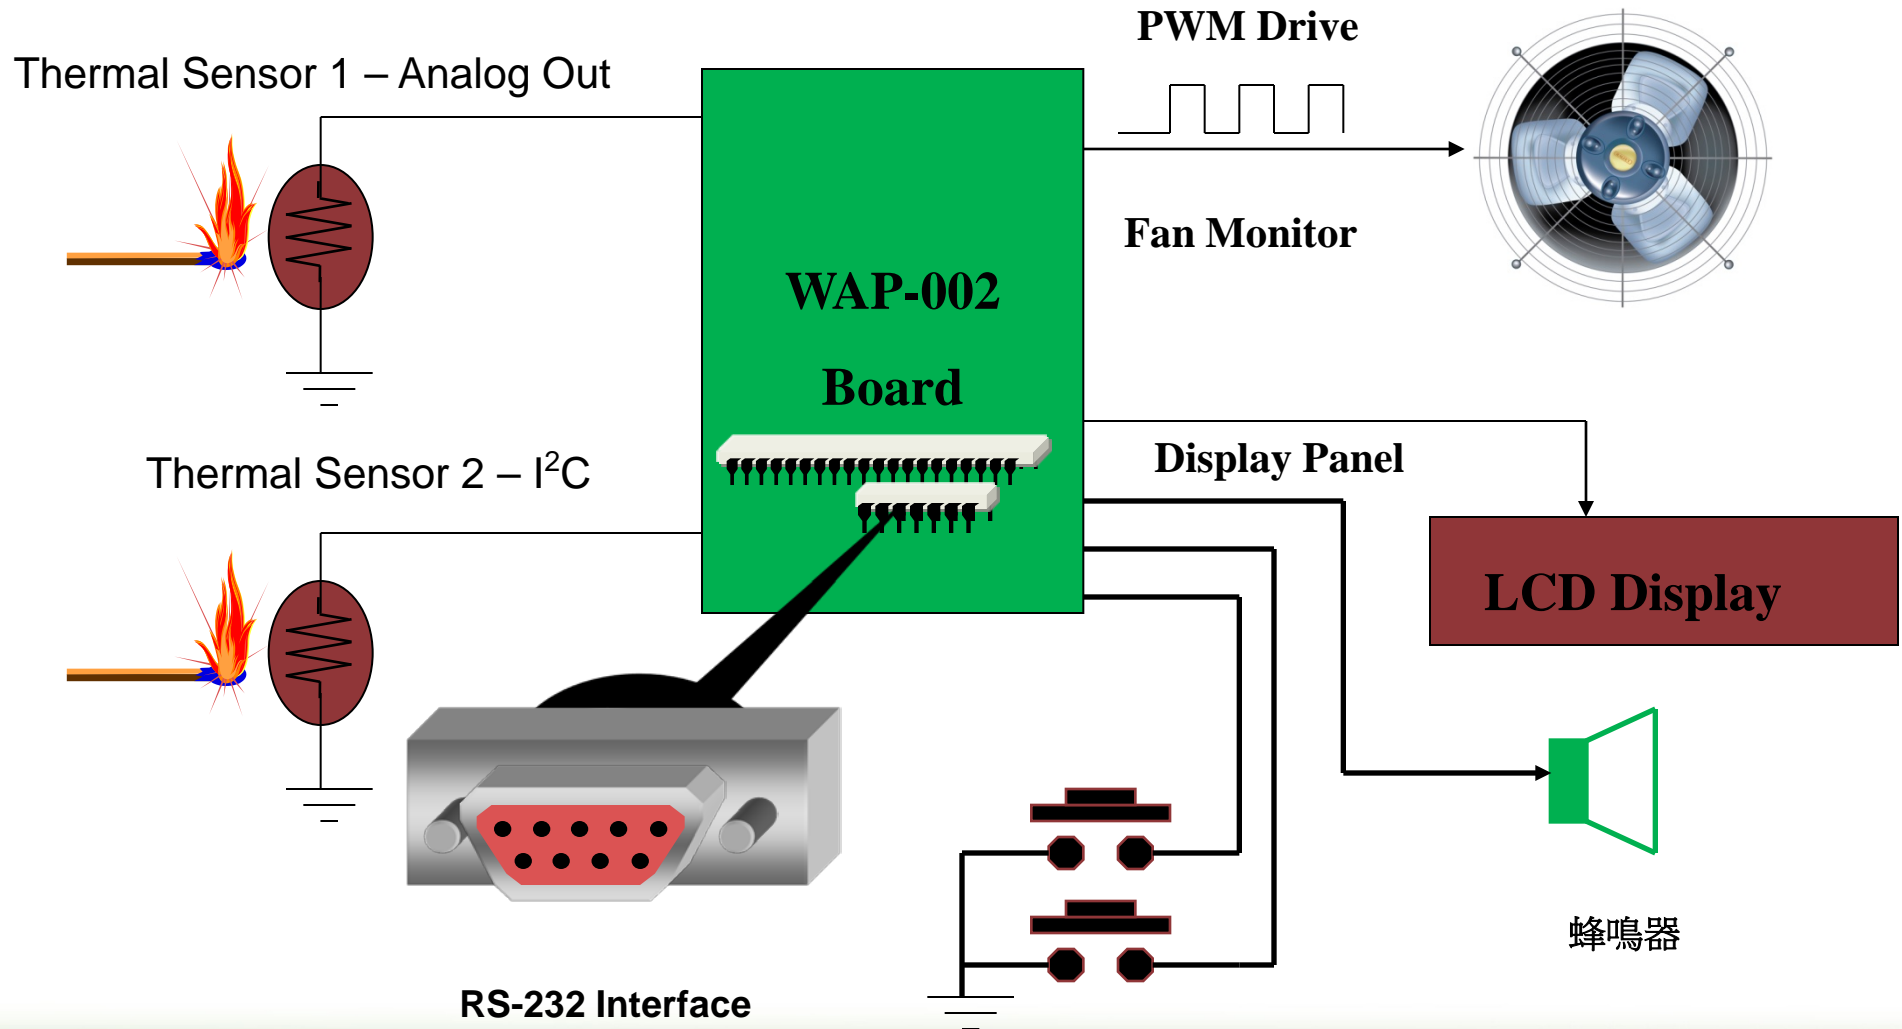 PWM Drive
Thermal Sensor 1 – Analog Out
Fan Monitor
WAP-002
Board
Display Panel
Thermal Sensor 2 – I²C
LCD Display
蜂鳴器
RS-232 Interface